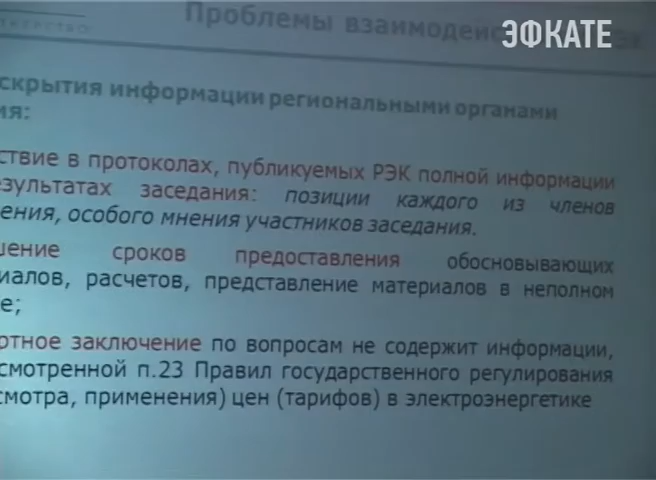 Проблемы
ЭФКАТЕ
скрытия информации региональными органами
ия:
ствие в протоколах, публикуемых РЭК полной информации
езультатах заседания: позиции каждого из членов
ения, особого мнения участников заседания.
шение сроков предоставления обосновывающих
иалов, расчетов, представление материалов в неполном
е;
ртное заключение по вопросам не содержит информации,
смотренной п.23 Правил государственного регулирования
смотра, применения) цен (тарифов) в электроэнергетике